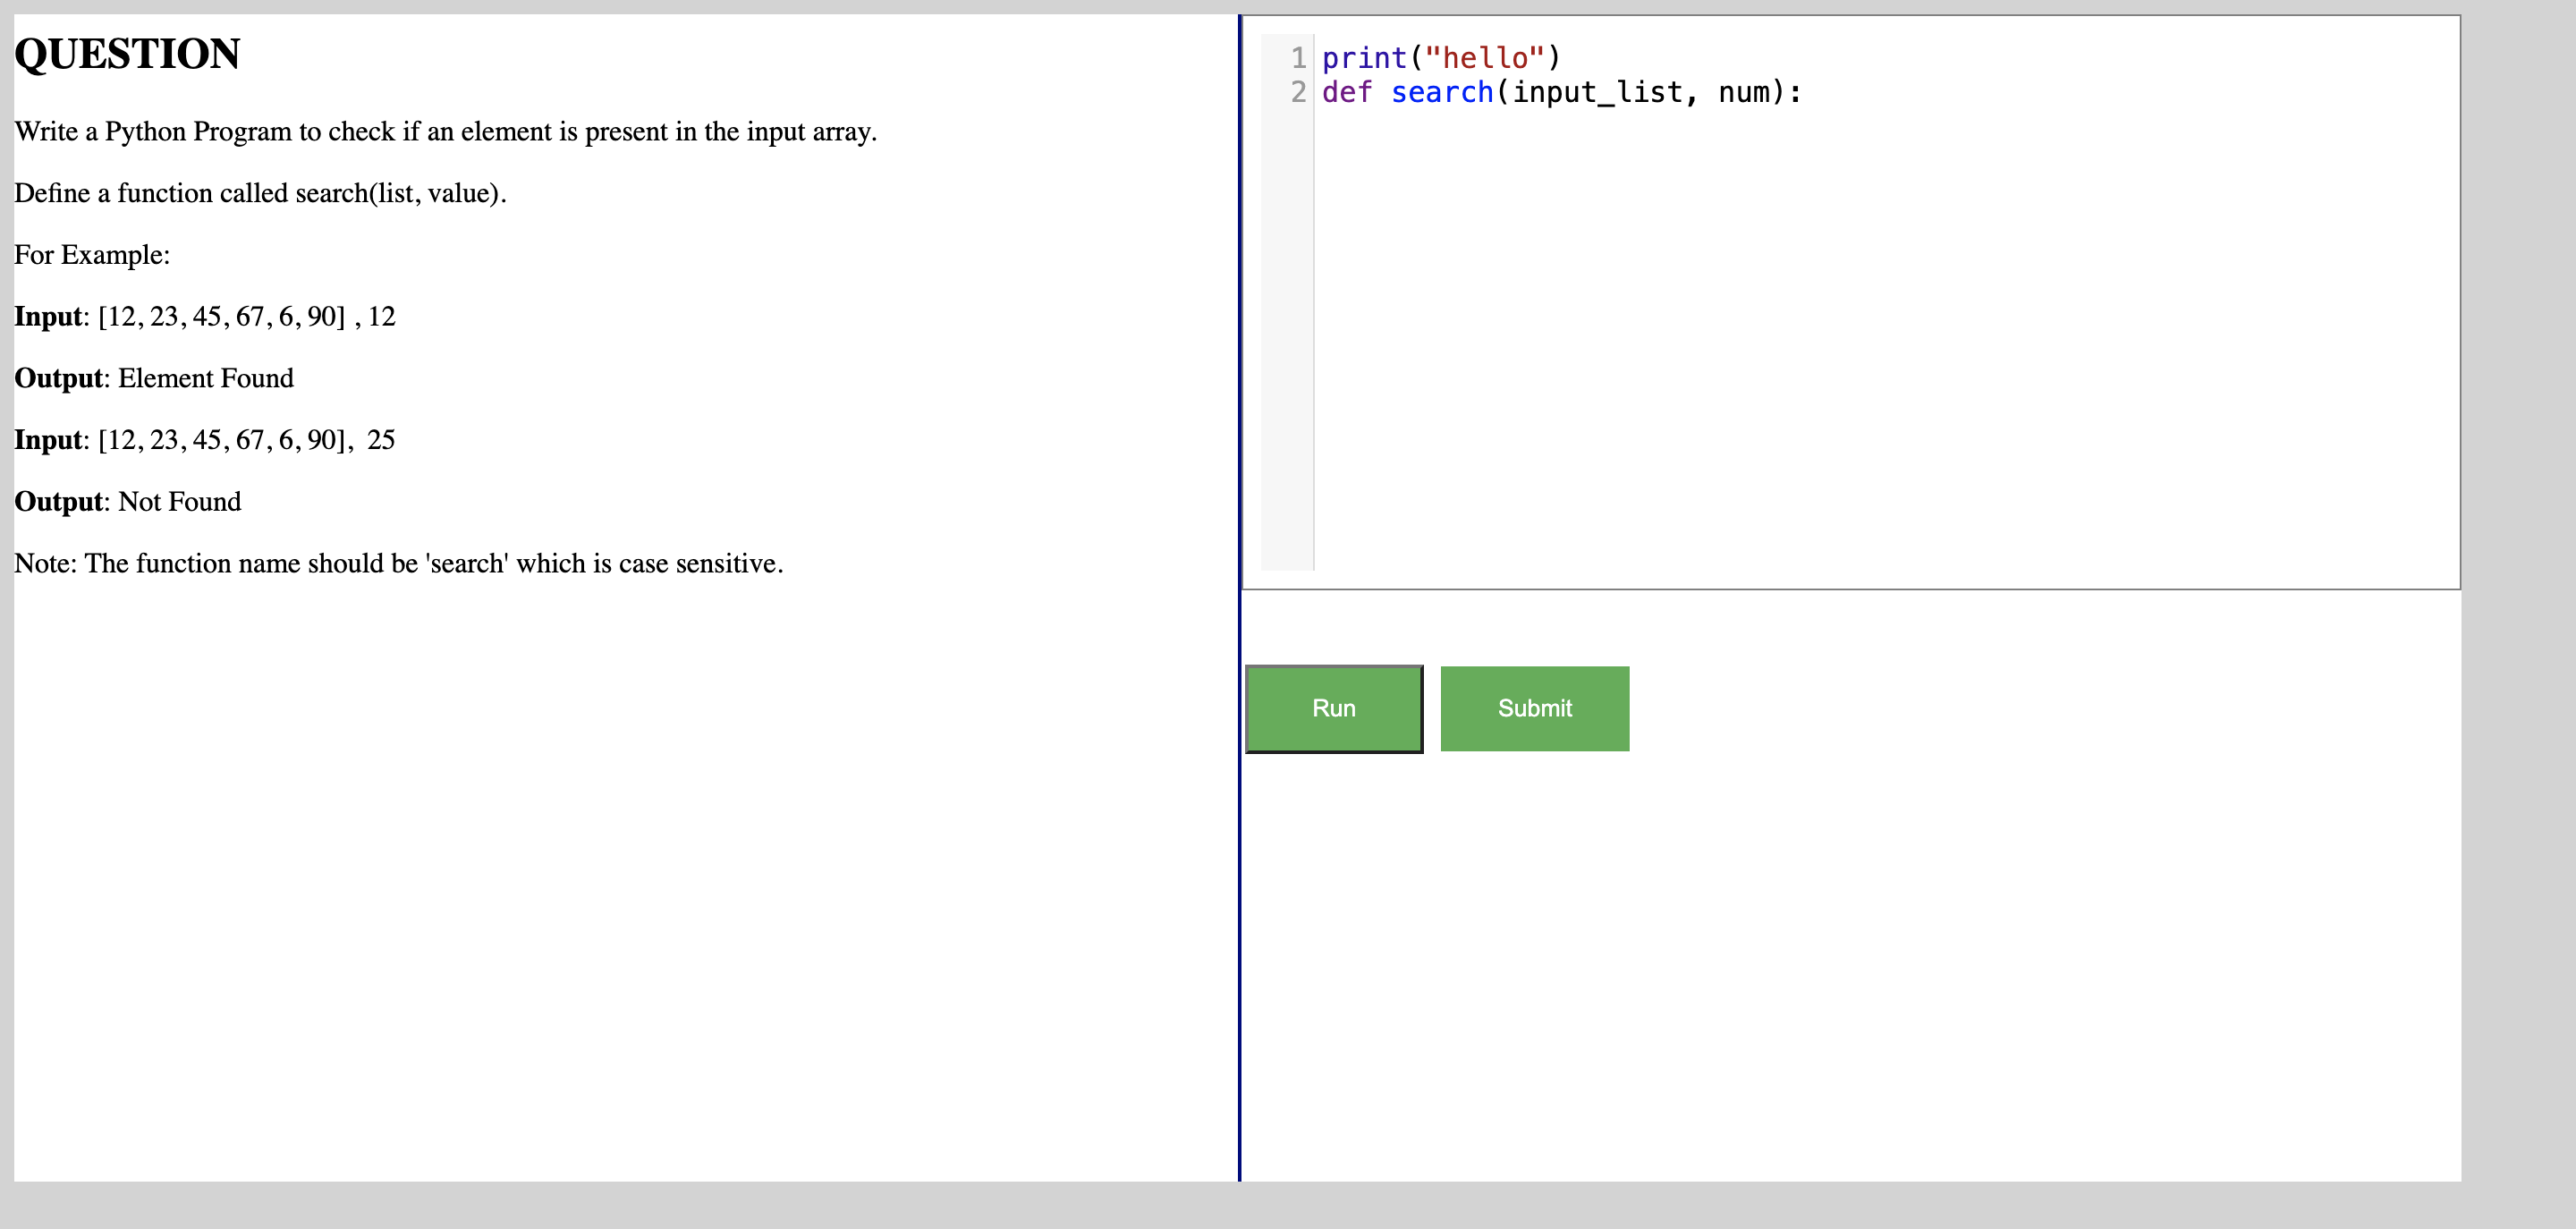 QUESTION
Write a Python Program to check if an element is present in the input array.
Define a function called search(list, value).
For Example:
Input: [12, 23, 45, 67, 6, 90] , 12
Output: Element Found
Input: [12, 23, 45, 67, 6, 90],  25
Output: Not Found
Note: The function name should be 'search' which is case sensitive.
1 print("hello")
2 def search(input_list, num):
Run Submit